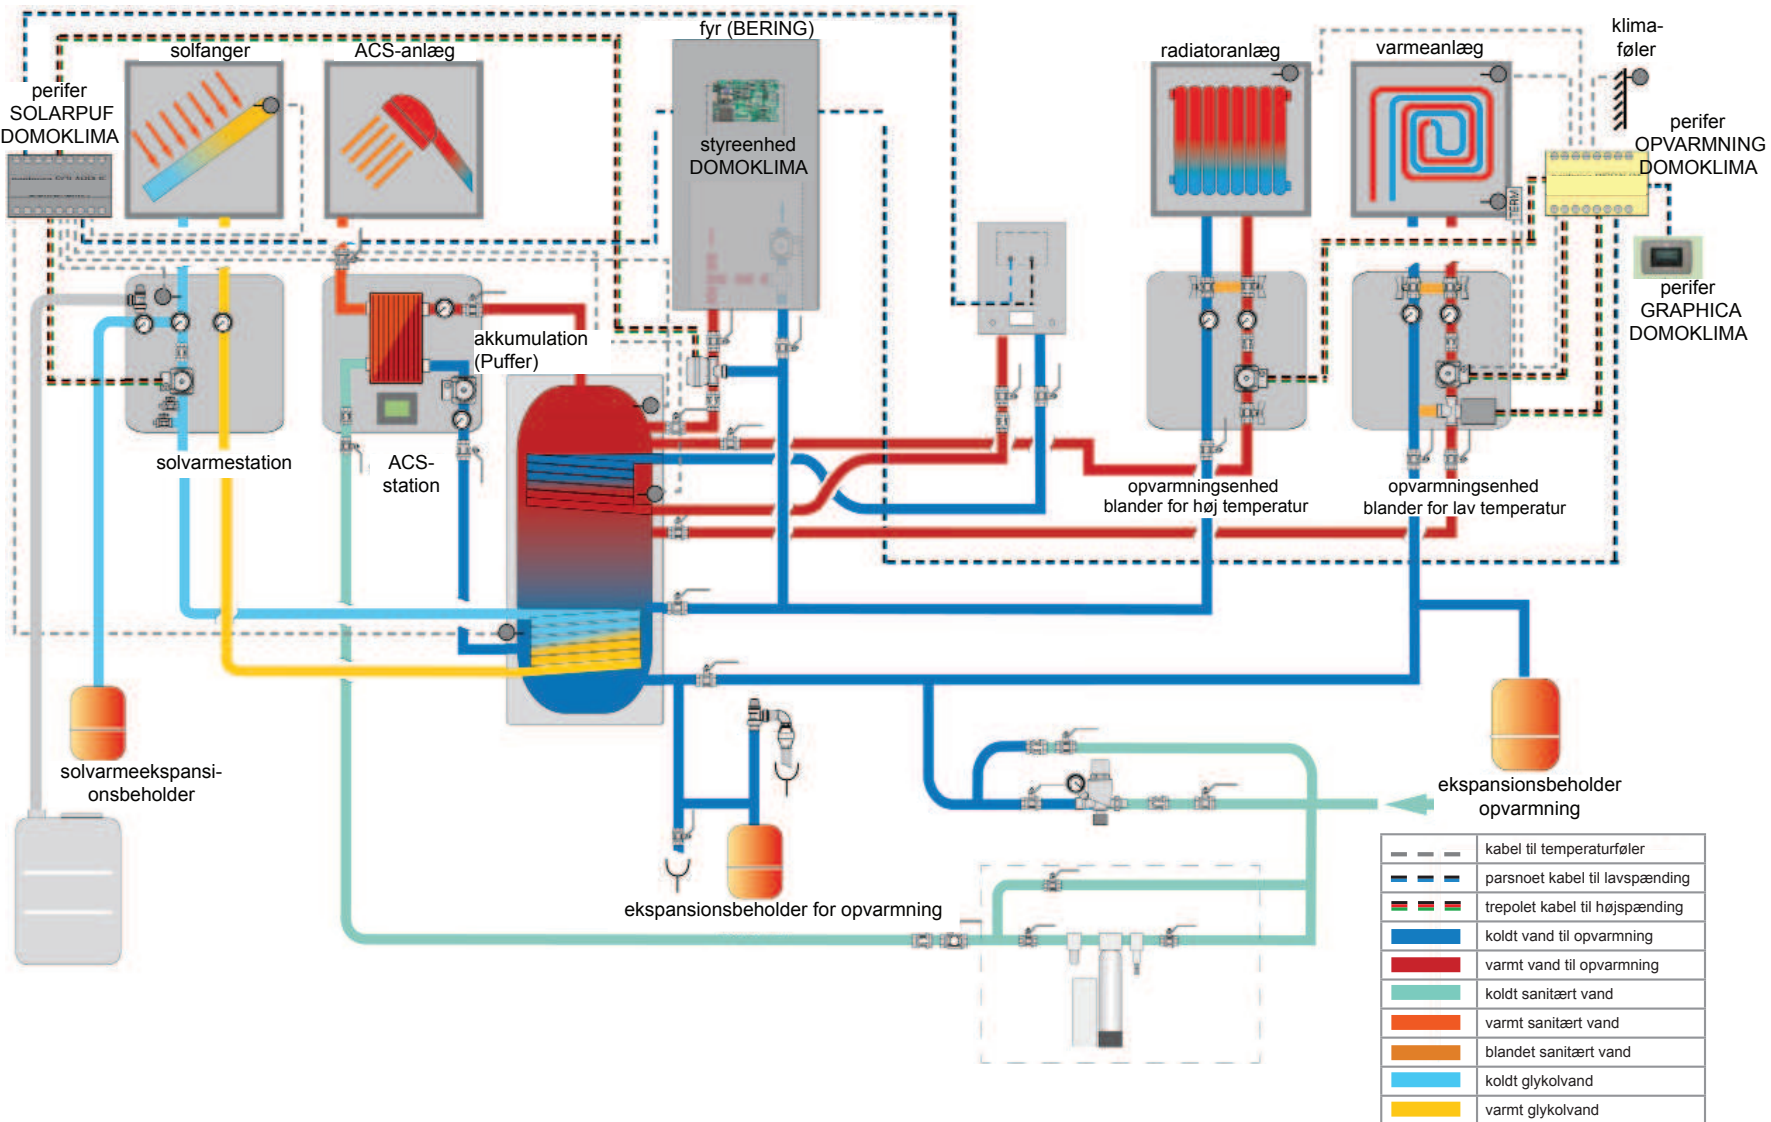 solfanger
ACS-anlæg
fyr (BERING)
radiatoranlæg
varmeanlæg
klima-
føler
perifer
SOLARPUF
DOMOKLIMA
styreenhed
DOMOKLIMA
perifer
OPVARMNING
DOMOKLIMA
TERM
perifer
GRAPHICA
DOMOKLIMA
akkumulation
(Puffer)
solvarmestation
ACS-
station
opvarmningsenhed
blander for høj temperatur
opvarmningsenhed
blander for lav temperatur
solvarmeekspansi-
onsbeholder
ekspansionsbeholder
opvarmning
ekspansionsbeholder for opvarmning
kabel til temperaturføler
parsnoet kabel til lavspænding
trepolet kabel til højspænding
koldt vand til opvarmning
varmt vand til opvarmning
koldt sanitært vand
varmt sanitært vand
blandet sanitært vand
koldt glykolvand
varmt glykolvand